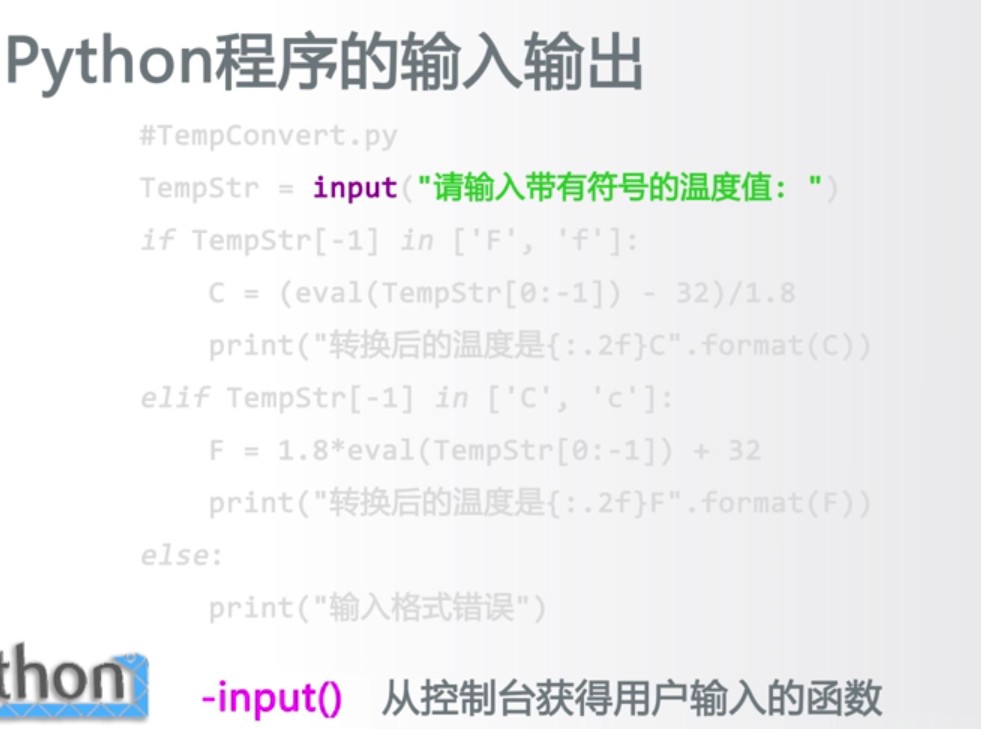 Python程序的输入输出
#TempConvert.py
TempStr = input("请输入带有符号的温度值: ")
if TempStr[-1] in ['F', 'f']:
    C = (eval(TempStr[0:-1]) - 32)/1.8
    print("转换后的温度是{:.2f}C".format(C))
elif TempStr[-1] in ['C', 'c']:
    F = 1.8*eval(TempStr[0:-1]) + 32
    print("转换后的温度是{:.2f}F".format(F))
else:
    print("输入格式错误")
thon
-input() 从控制台获得用户输入的函数